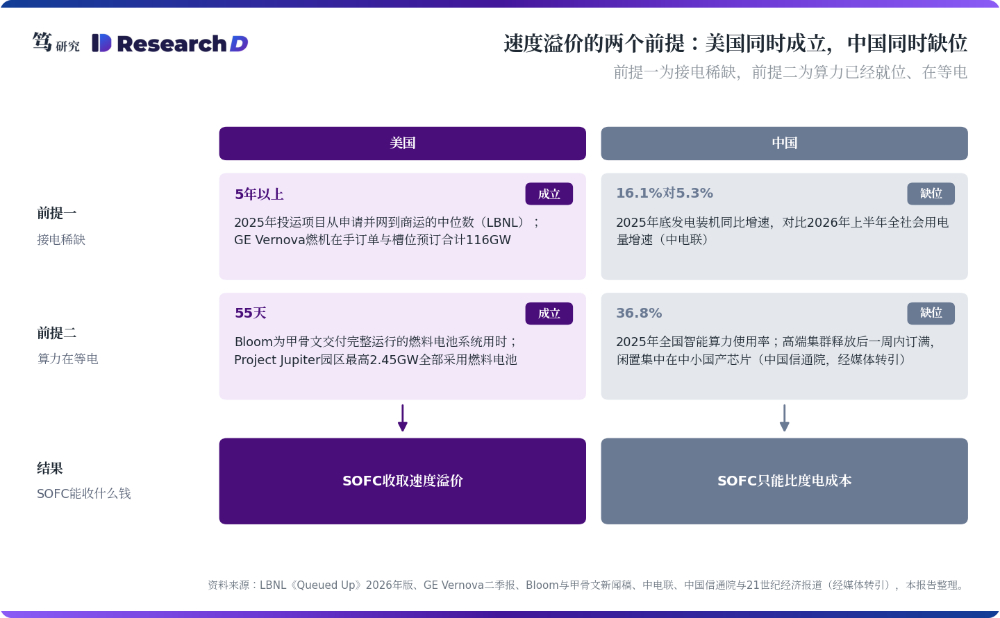 笃 研究 ResearchD
速度溢价的两个前提：美国同时成立，中国同时缺位
前提一为接电稀缺，前提二为算力已经就位、在等电
美国
中国
前提一
接电稀缺
5年以上
成立
2025年投运项目从申请并网到商运的中位数（LBNL）；
GE Vernova燃机在手订单与槽位预订合计116GW
16.1%对5.3%
缺位
2025年底发电装机同比增速，对比2026年上半年全社会用电
量增速（中电联）
前提二
算力在等电
55天
成立
Bloom为甲骨文交付完整运行的燃料电池系统用时；
Project Jupiter园区最高2.45GW全部采用燃料电池
36.8%
缺位
2025年全国智能算力使用率；高端集群释放后一周内订满，
闲置集中在中小国产芯片（中国信通院，经媒体转引）
结果
SOFC能收什么钱
SOFC收取速度溢价
SOFC只能比度电成本
资料来源：LBNL《Queued Up》2026年版、GE Vernova二季报、Bloom与甲骨文新闻稿、中电联、中国信通院与21世纪经济报道（经媒体转引），本报告整理。